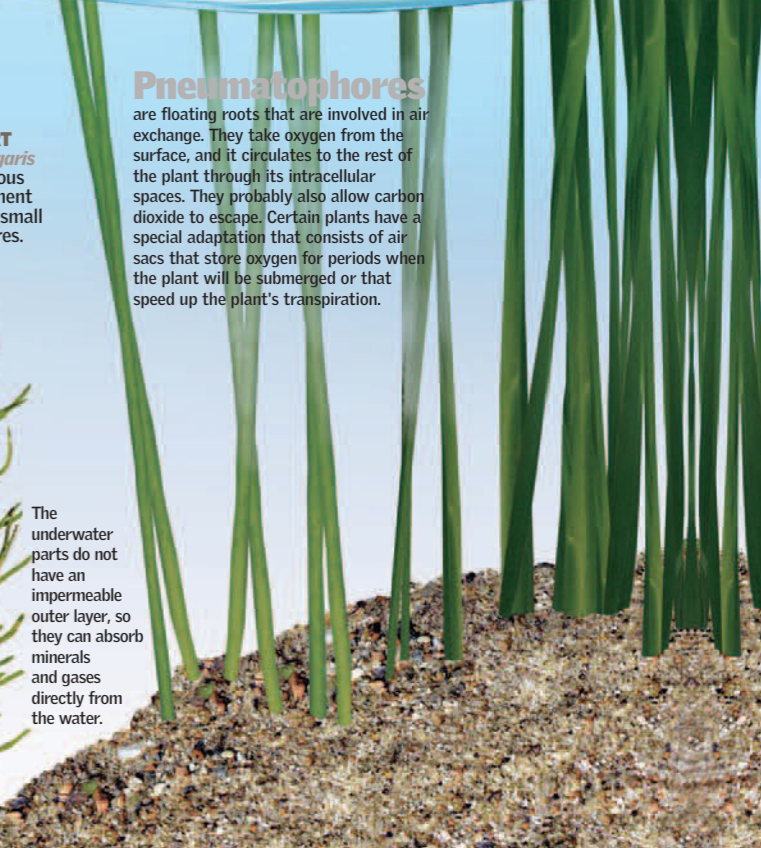 Pneumatophores
are floating roots that are involved in air
exchange. They take oxygen from the
surface, and it circulates to the rest of
the plant through its intracellular
spaces. They probably also allow carbon
dioxide to escape. Certain plants have a
special adaptation that consists of air
sacs that store oxygen for periods when
the plant will be submerged or that
speed up the plant's transpiration.
small
The
underwater
parts do not
have an
impermeable
outer layer, so
they can absorb
minerals
and gases
directly from
the water.